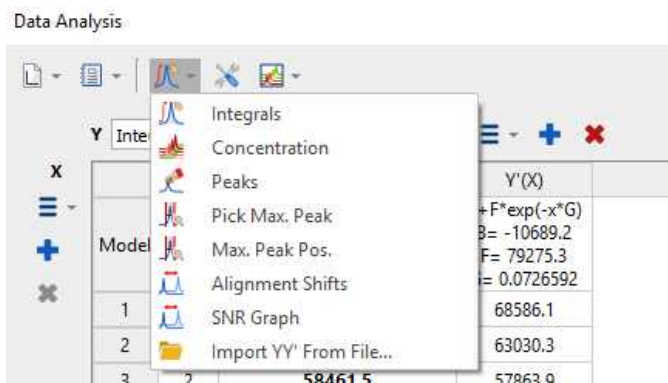 Data Analysis
Integrals
Y Inte
Concentration
X
Peaks
Y'(X)
Pick Max. Peak
+F*exp(-x*G)
B= -10689.2
Model
Max. Peak Pos.
F= 79275.3
= 0.0726592
Alignment Shifts
1
68586.1
SNR Graph
2
63030.3
Import YY' From File...
3 2 58461.5 57863.9